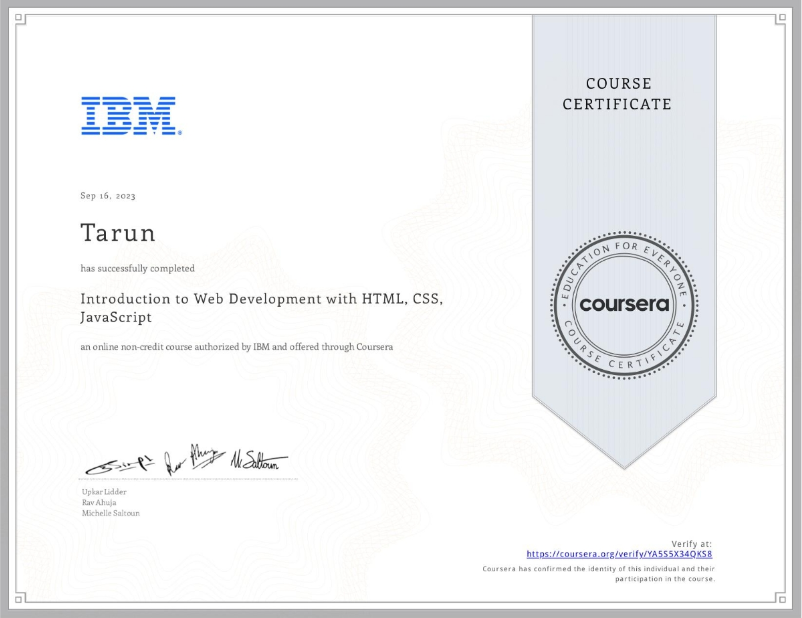 COURSE
CERTIFICATE
IBM®
Sep 16, 2023
Tarun
has successfully completed
Introduction to Web Development with HTML, CSS,
JavaScript
an online non-credit course authorized by IBM and offered through Coursera
EDUCATION FOR EVERYONE
coursera
COURSE CERTIFICATE
M. Saltoun
Upkar Lidder
Rav Ahuja
Michelle Saltoun
Verify at:
https://coursera.org/verify/YA5S5X34QKS8
Coursera has confirmed the identity of this individual and their
participation in the course.